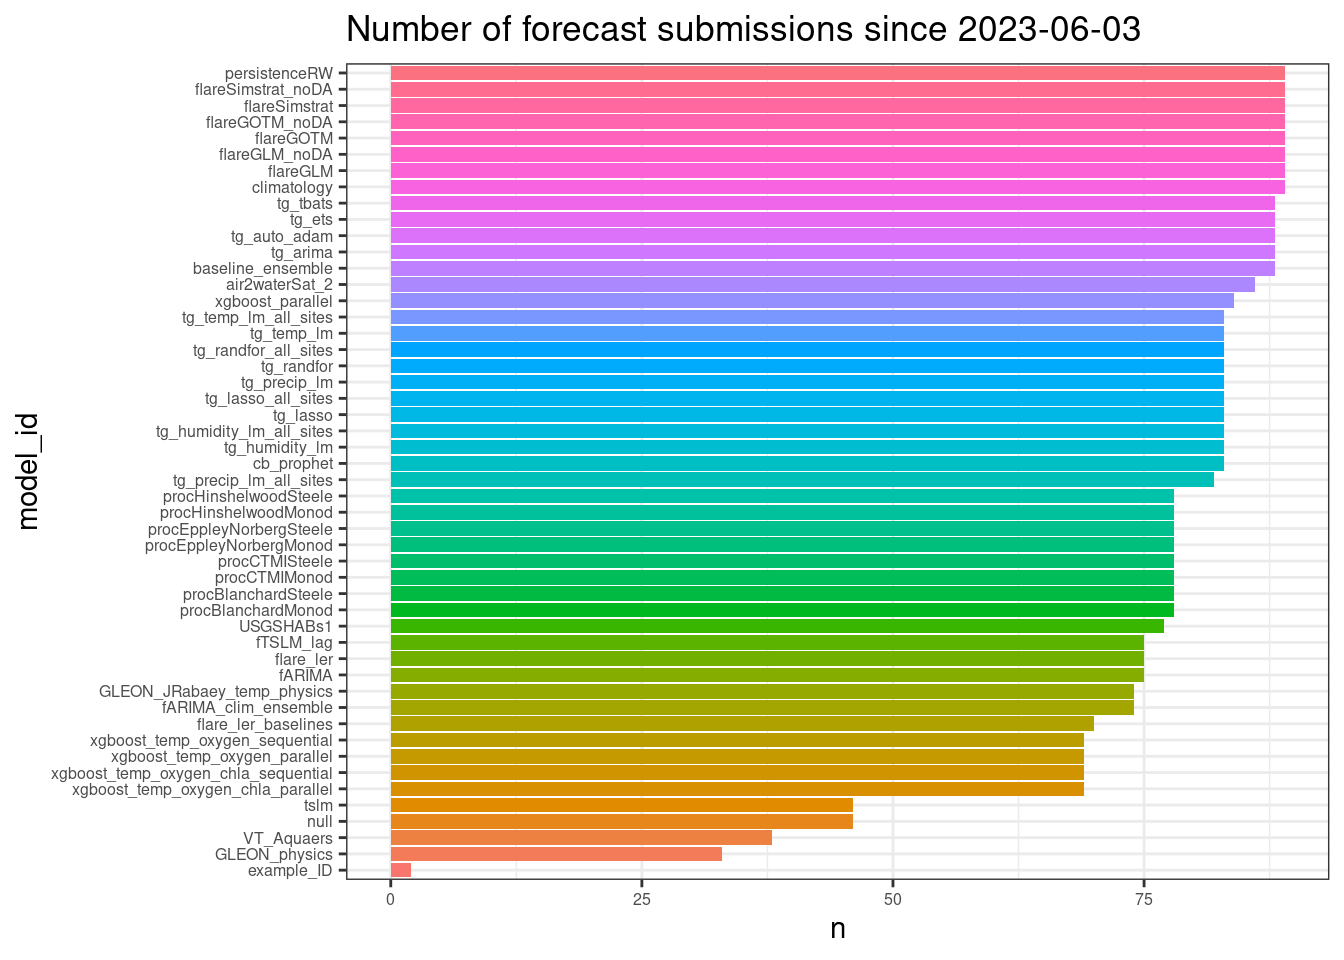 Number of forecast submissions since 2023-06-03
persistenceRW
flareSimstrat_noDA
flareSimstrat
flareGOTM_noDA
flareGOTM
flareGLM_noDA
flareGLM
climatology
tg_tbats
tg_ets
tg_auto_adam
tg_arima
baseline_ensemble
air2waterSat_2
xgboost_parallel
tg_temp_lm_all_sites
tg_temp_lm
tg_randfor_all_sites
tg_randfor
tg_precip_lm
tg_lasso_all_sites
tg_lasso
tg_humidity_lm_all_sites
tg_humidity_lm
cb_prophet
tg_precip_lm_all_sites
procHinshelwoodSteele
procHinshelwoodMonod
procEppleyNorbergSteele
procEppleyNorbergMonod
procCTMISteele
procCTMIMonod
procBlanchardSteele
procBlanchardMonod
USGSHABs1
fTSLM_lag
flare_ler
fARIMA
GLEON_JRabaey_temp_physics
fARIMA_clim_ensemble
flare_ler_baselines
xgboost_temp_oxygen_sequential
xgboost_temp_oxygen_parallel
xgboost_temp_oxygen_chla_sequential
xgboost_temp_oxygen_chla_parallel
tslm
null
VT_Aquaers
GLEON_physics
example_ID
model_id
0 25 50 75
n